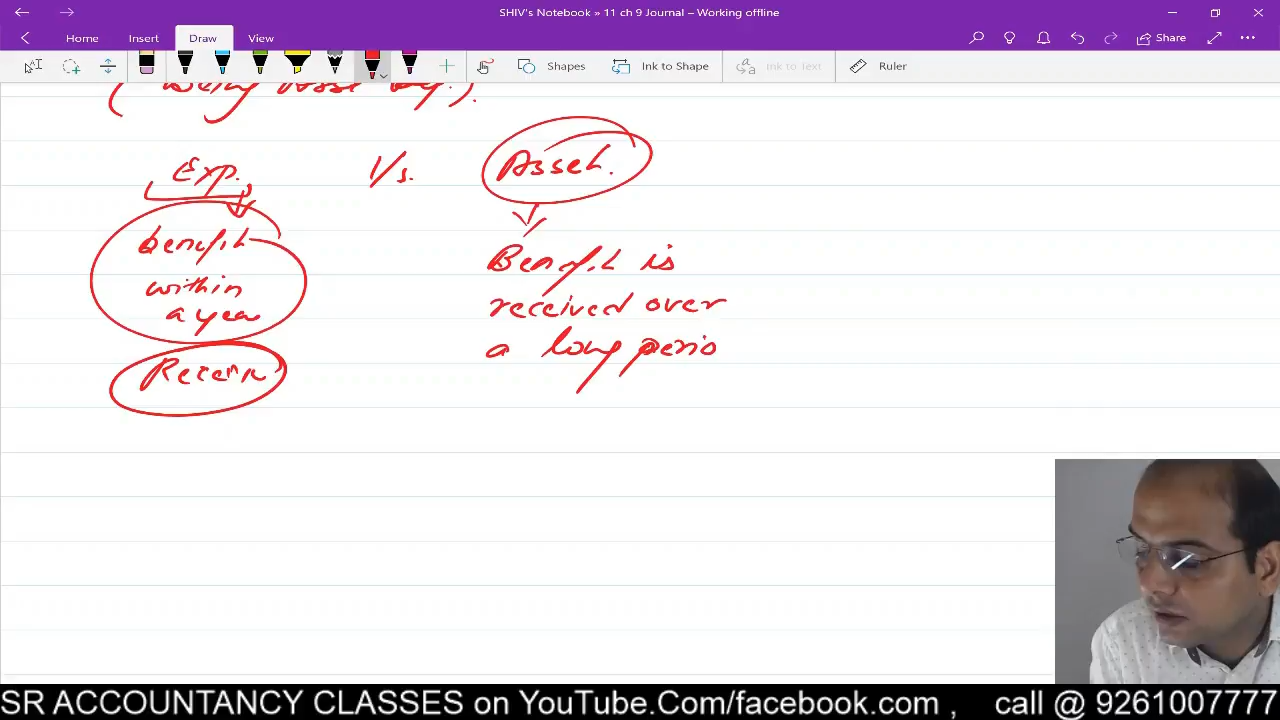 SHIV's Notebook » 11 ch 9 Journal – Working offline
Home Insert Draw View
Share
Shapes Ink to Shape Ink to Text Ruler
( Being Asset
Exp. V/s. Asset.
benefit
within
a year
Benefit is
received over
a long perio
SR ACCOUNTANCY CLASSES on YouTube.Com/facebook.com , call @ 9261007777